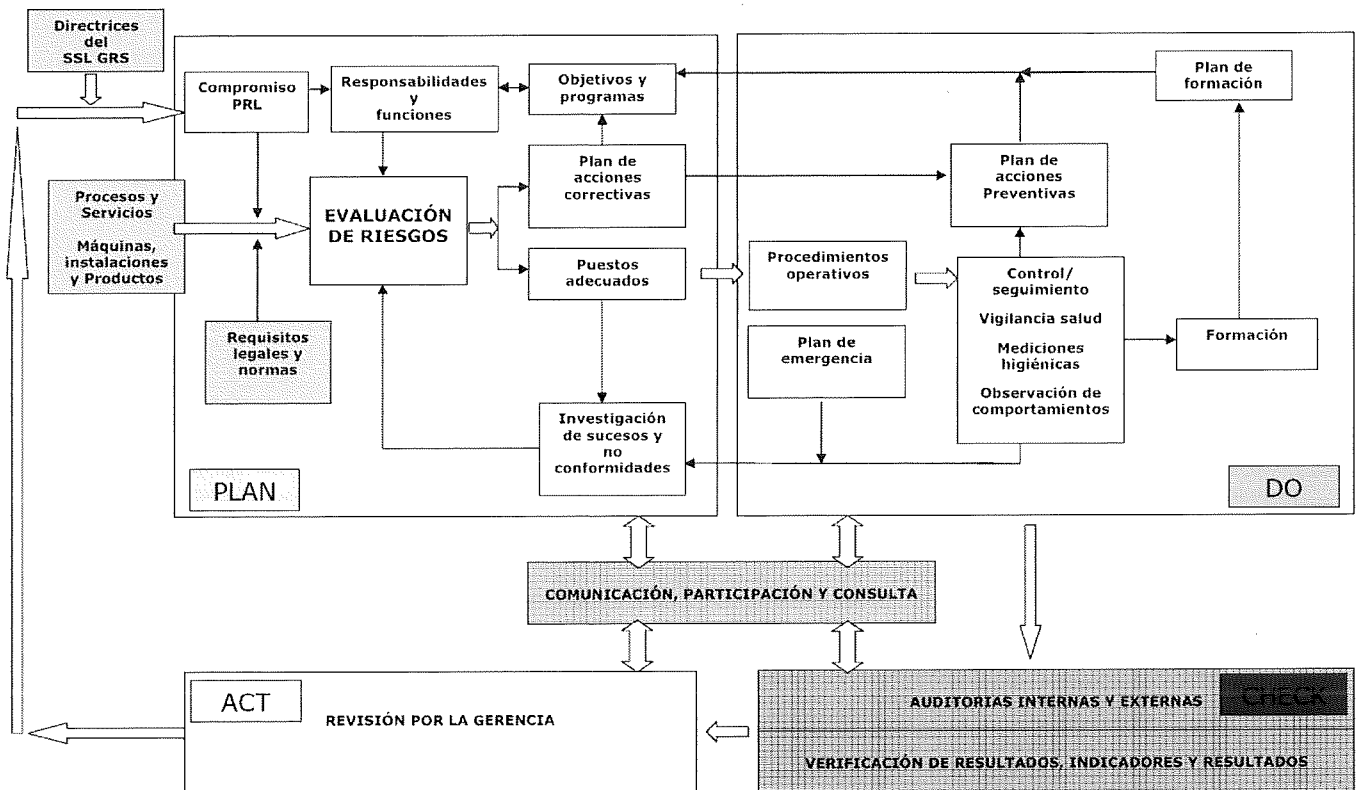 Directrices
del
SSL GRS
Compromiso
PRL
Responsabilidades
y
funciones
Objetivos y
programas
Plan de
formación
Procesos y
Servicios
Máquinas,
instalaciones
y Productos
EVALUACIÓN
DE RIESGOS
Plan de
acciones
correctivas
Plan de
acciones
Preventivas
Puestos
adecuados
Procedimientos
operativos
Control/
seguimiento
Vigilancia salud
Mediciones
higiénicas
Observación de
comportamientos
Formación
Requisitos
legales y
normas
Plan de
emergencia
Investigación
de sucesos y
no
conformidades
PLAN
DO
COMUNICACIÓN, PARTICIPACIÓN Y CONSULTA
ACT
REVISIÓN POR LA GERENCIA
AUDITORIAS INTERNAS Y EXTERNAS
CHECK
VERIFICACIÓN DE RESULTADOS, INDICADORES Y RESULTADOS